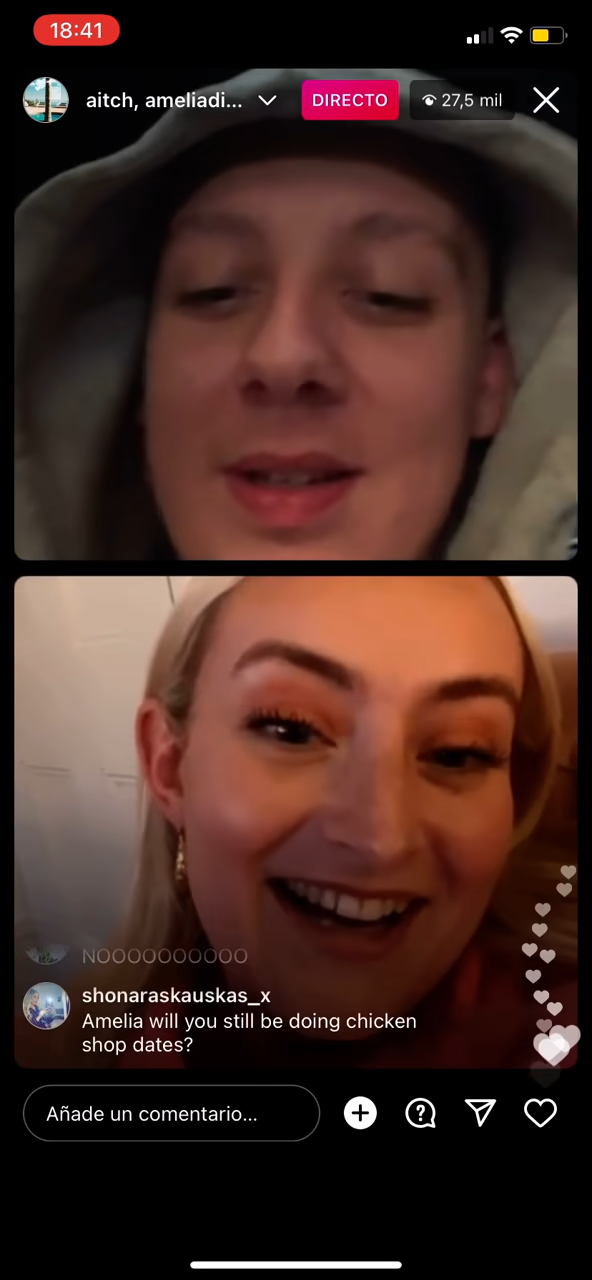 18:41
aitch, ameliadi...
DIRECTO
27,5 mil
NOOOOOOOOOO
shonaraskauskas_x
Amelia will you still be doing chicken
shop dates?
Añade un comentario...